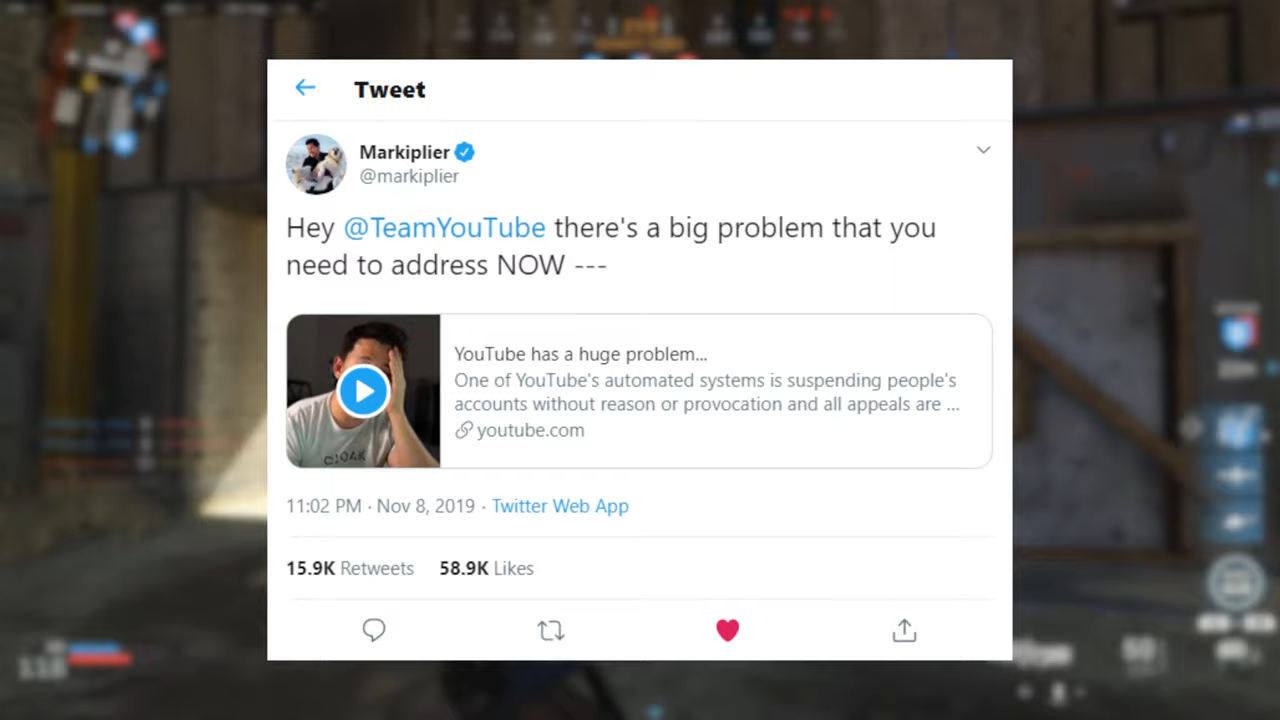 Tweet
Markiplier
@markiplier
Hey @TeamYouTube there's a big problem that you
need to address NOW ---
YouTube has a huge problem...
One of YouTube's automated systems is suspending people's
accounts without reason or provocation and all appeals are ...
youtube.com
CLOAK
11:02 PM · Nov 8, 2019 · Twitter Web App
15.9K Retweets 58.9K Likes